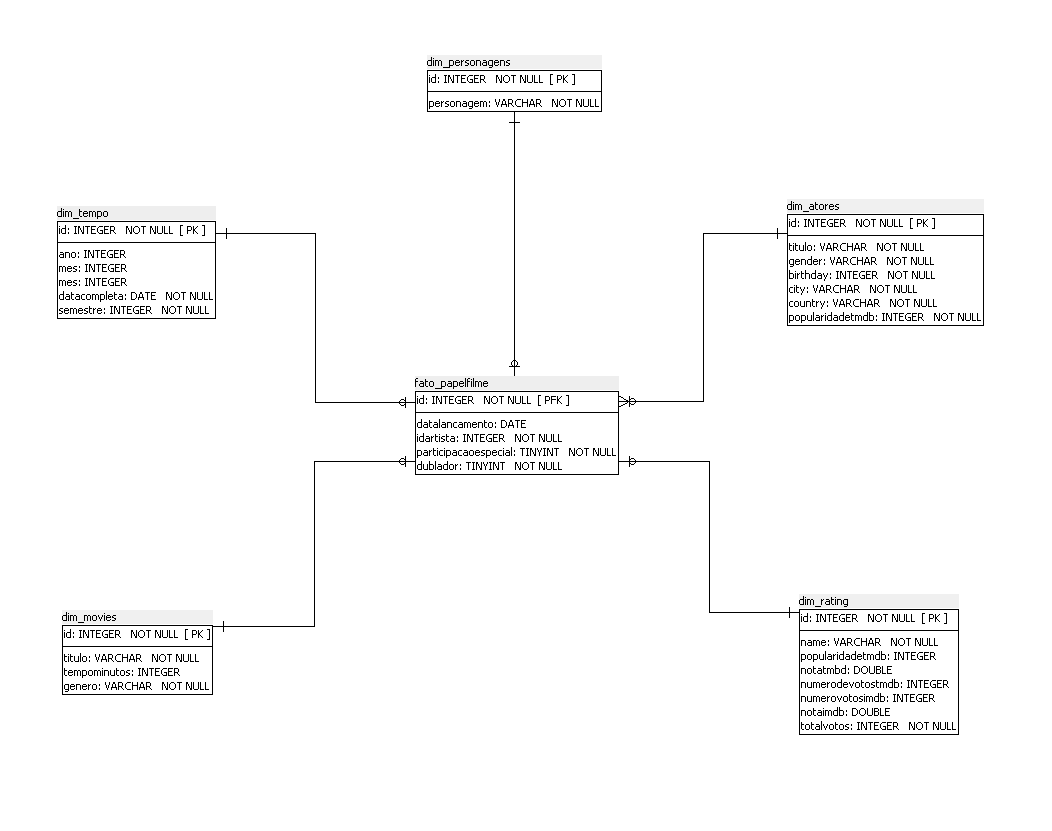 dim_personagens
id: INTEGER NOT NULL [ PK ]
personagem: VARCHAR NOT NULL
dim_tempo
id: INTEGER NOT NULL [ PK ]
ano: INTEGER
mes: INTEGER
mes: INTEGER
datacompleta: DATE NOT NULL
semestre: INTEGER NOT NULL
dim_atores
id: INTEGER NOT NULL [ PK ]
titulo: VARCHAR NOT NULL
gender: VARCHAR NOT NULL
birthday: INTEGER NOT NULL
city: VARCHAR NOT NULL
country: VARCHAR NOT NULL
popularidadetmdb: INTEGER NOT NULL
fato_papelfilme
id: INTEGER NOT NULL [ PFK ]
datalancamento: DATE
idartista: INTEGER NOT NULL
participacaoespecial: TINYINT NOT NULL
dublador: TINYINT NOT NULL
dim_movies
id: INTEGER NOT NULL [ PK ]
titulo: VARCHAR NOT NULL
tempominutos: INTEGER
genero: VARCHAR NOT NULL
dim_rating
id: INTEGER NOT NULL [ PK ]
name: VARCHAR NOT NULL
popularidadetmdb: INTEGER
notatmbd: DOUBLE
numerodevotostmdb: INTEGER
numerovotosimdb: INTEGER
notaimdb: DOUBLE
totalvotos: INTEGER NOT NULL